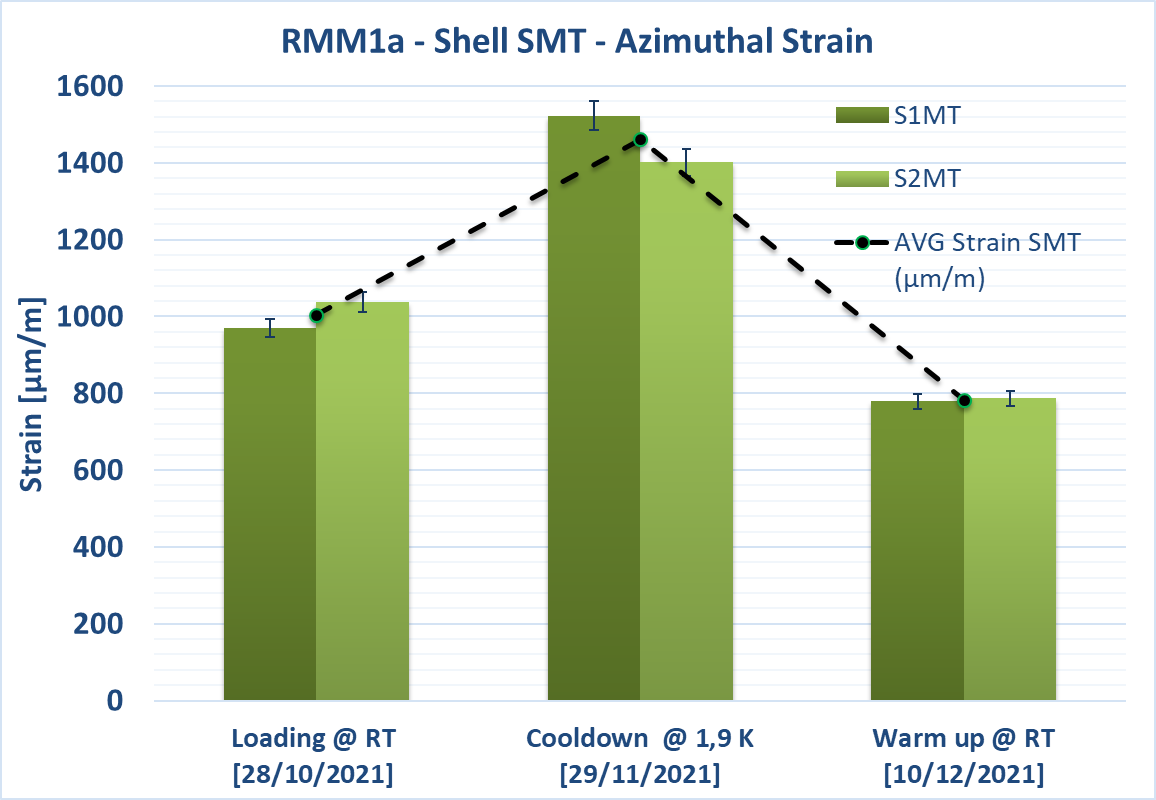 RMM1a - Shell SMT - Azimuthal Strain
Strain [µm/m]
1600
1400
1200
1000
800
600
400
200
0
S1MT
S2MT
AVG Strain SMT
(µm/m)
Loading @ RT
[28/10/2021]
Cooldown  @ 1,9 K
[29/11/2021]
Warm up @ RT
[10/12/2021]